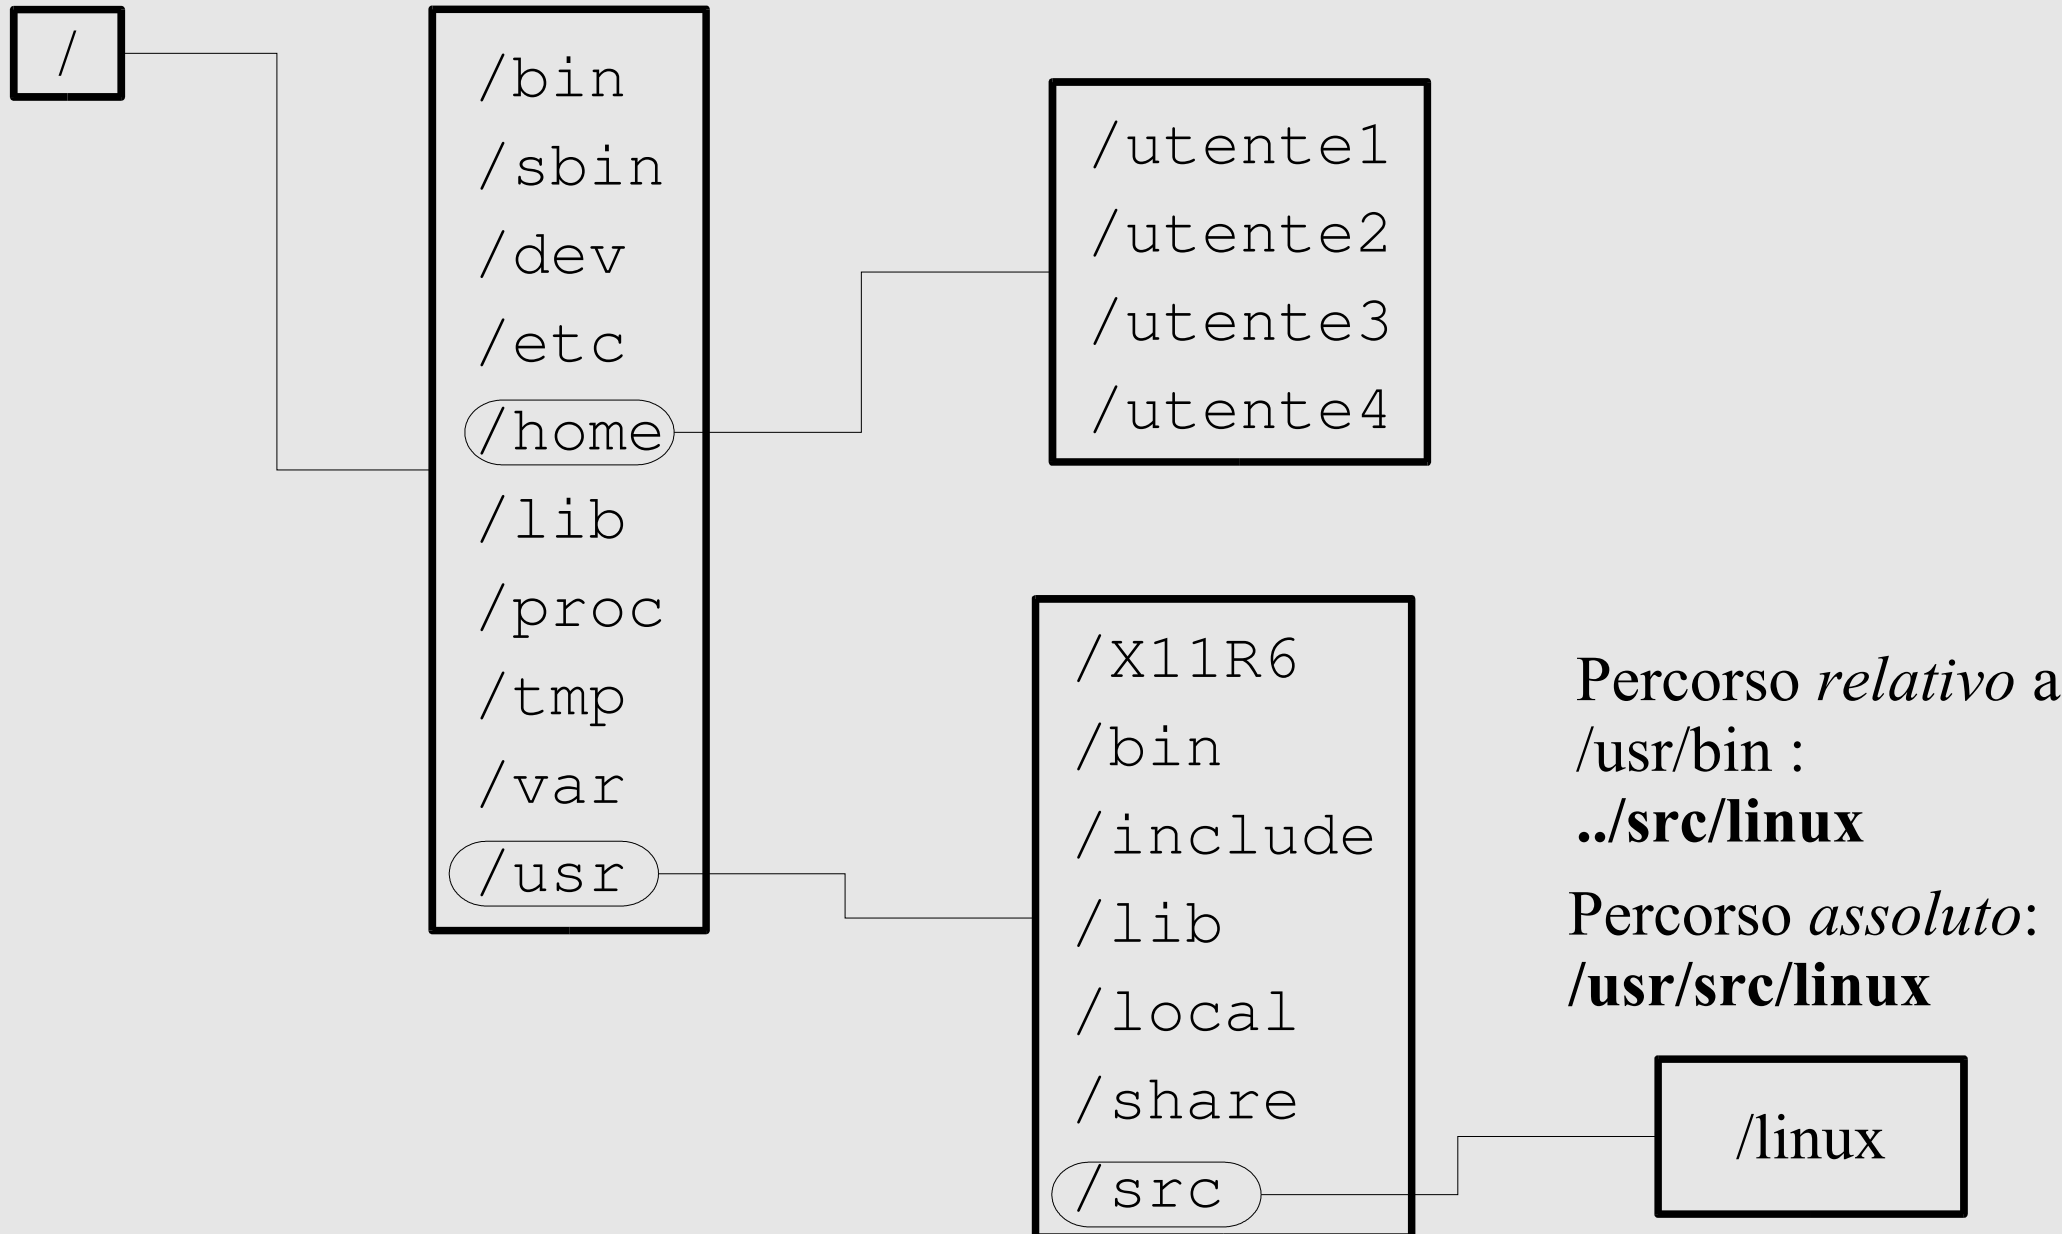 /
/bin
/sbin
/dev
/etc
/home
/lib
/proc
/tmp
/var
/usr
/utente1
/utente2
/utente3
/utente4
/X11R6
/bin
/include
/lib
/local
/share
/src
Percorso relativo a
/usr/bin :
../src/linux
Percorso assoluto:
/usr/src/linux
/linux